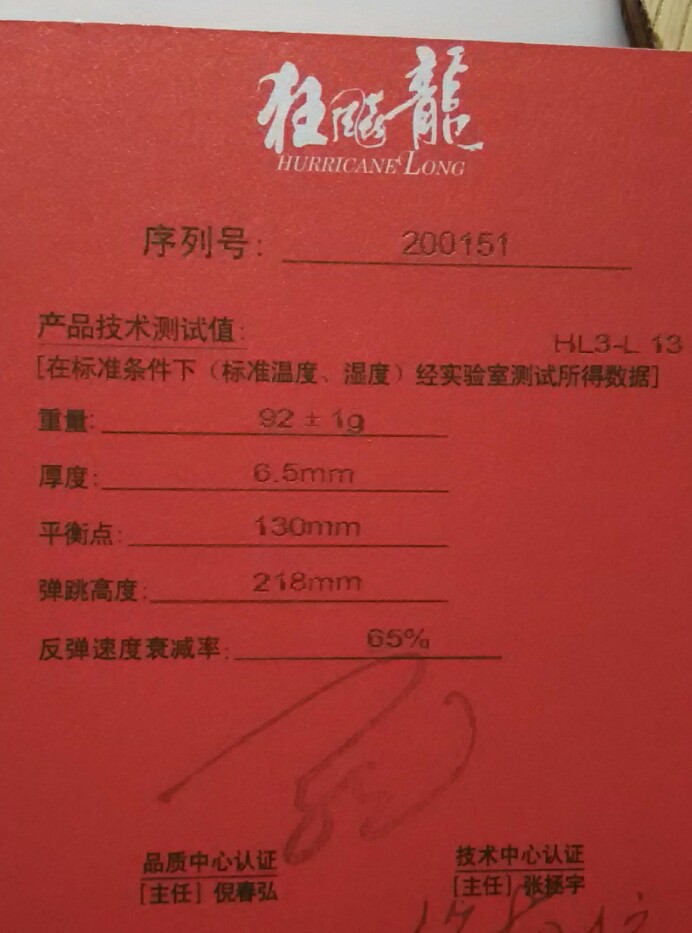 狂飚龍
HURRICANE LONG
序列号: 200151
产品技术测试值:
HL3-L 13
[在标准条件下（标准温度、湿度）经实验室测试所得数据]
重量: 92 ± 1g
厚度: 6.5mm
平衡点: 130mm
弹跳高度: 218mm
反弹速度衰减率: 65%
品质中心认证 技术中心认证
[主任] 倪春弘 [主任] 张拯宇